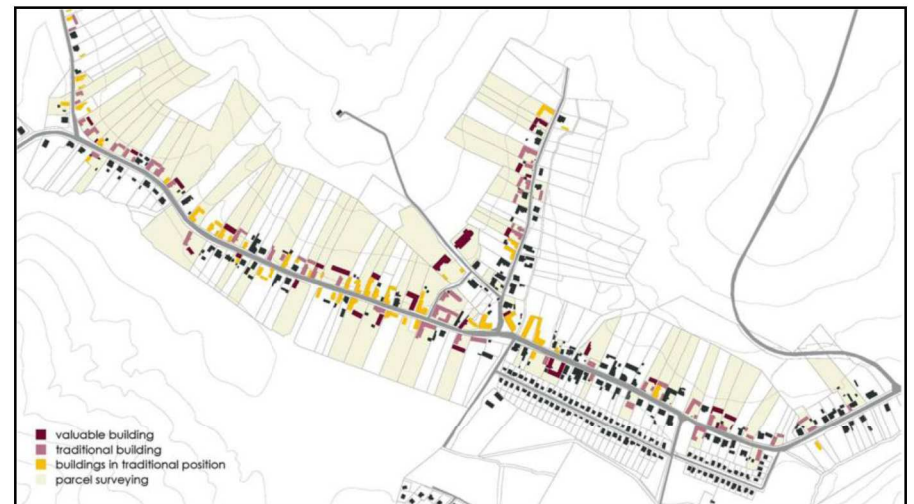 valuable building
traditional building
buildings in traditional position
parcel surveying